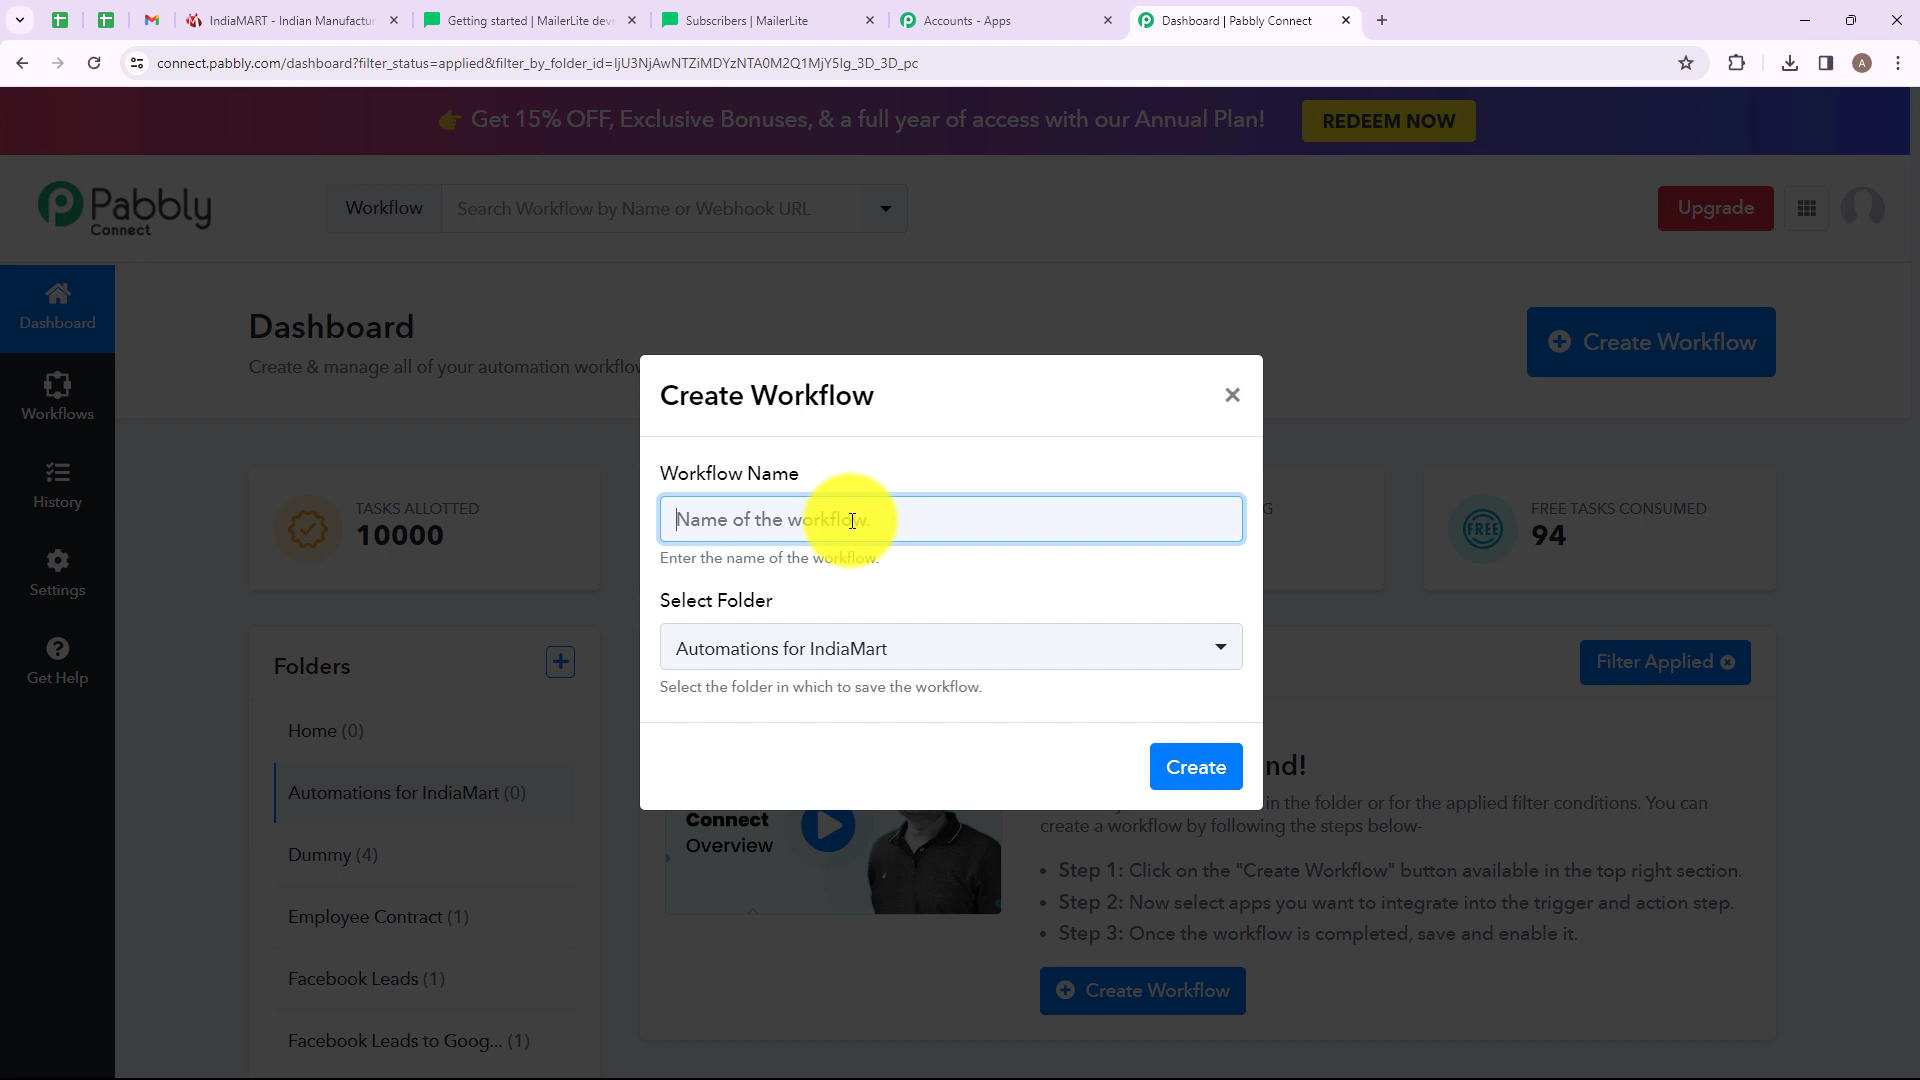 IndiaMART - Indian Manufactur
Getting started | MailerLite dev
Subscribers | MailerLite
Accounts - Apps
Dashboard | Pabbly Connect
connect.pabbly.com/dashboard?filter_status=applied&filter_by_folder_id=IjU3NjAwNTZiMDYzNTA0M2Q1MjY5Ig_3D_3D_pc
A
👉 Get 15% OFF, Exclusive Bonuses, & a full year of access with our Annual Plan!
REDEEM NOW
Pabbly
Connect
Workflow
Search Workflow by Name or Webhook URL
Upgrade
Dashboard
Workflows
History
Settings
Get Help
Dashboard
Create & manage all of your automation workflow
Create Workflow
TASKS ALLOTTED
10000
G
FREE
FREE TASKS CONSUMED
94
Create Workflow
Workflow Name
Name of the workflow.
Enter the name of the workflow.
Select Folder
Automations for IndiaMart
Select the folder in which to save the workflow.
Create
Folders
Home (0)
Automations for IndiaMart (0)
Dummy (4)
Employee Contract (1)
Facebook Leads (1)
Facebook Leads to Goog... (1)
Filter Applied
Connect
Overview
nd!
in the folder or for the applied filter conditions. You can
create a workflow by following the steps below-
• Step 1: Click on the "Create Workflow" button available in the top right section.
• Step 2: Now select apps you want to integrate into the trigger and action step.
• Step 3: Once the workflow is completed, save and enable it.
Create Workflow